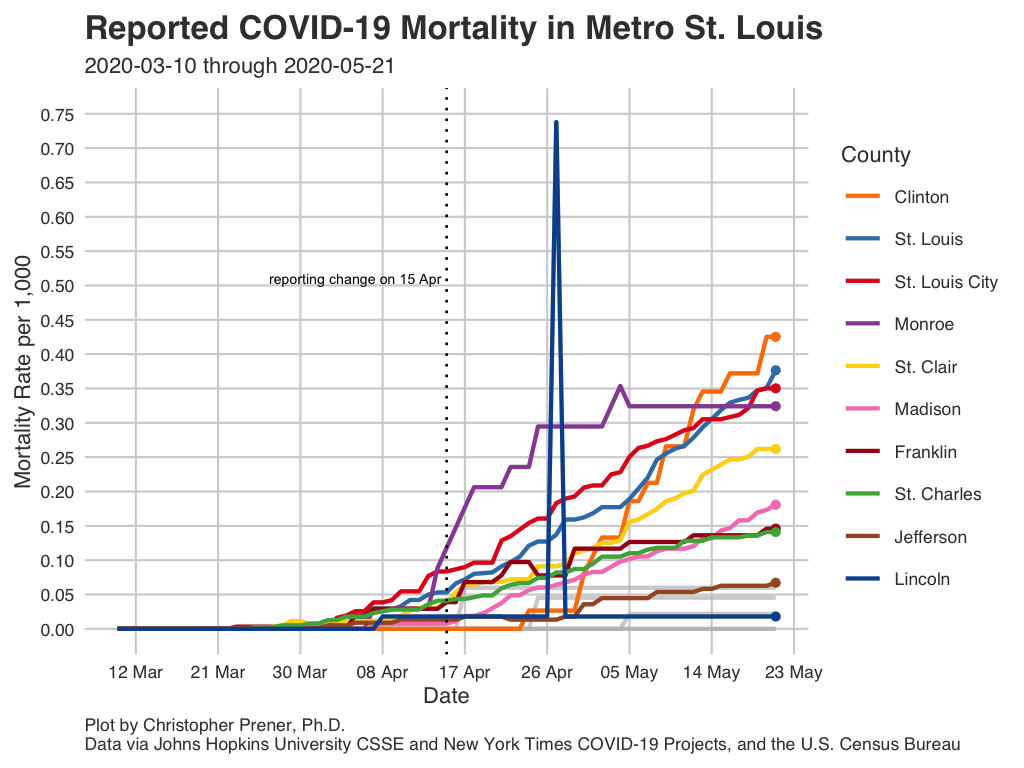 Reported COVID-19 Mortality in Metro St. Louis
2020-03-10 through 2020-05-21
Mortality Rate per 1,000
0.75
0.70
0.65
0.60
0.55
0.50
0.45
0.40
0.35
0.30
0.25
0.20
0.15
0.10
0.05
0.00
reporting change on 15 Apr
12 Mar
21 Mar
30 Mar
08 Apr
17 Apr
26 Apr
05 May
14 May
23 May
Date
County
Clinton
St. Louis
St. Louis City
Monroe
St. Clair
Madison
Franklin
St. Charles
Jefferson
Lincoln
Plot by Christopher Prener, Ph.D.
Data via Johns Hopkins University CSSE and New York Times COVID-19 Projects, and the U.S. Census Bureau